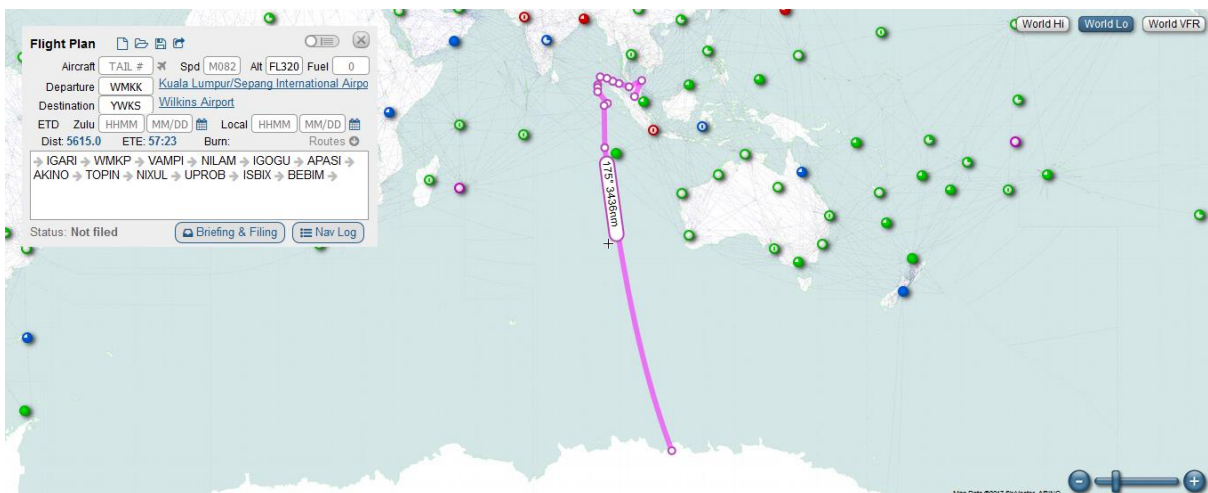 Flight Plan
Aircraft TAIL # Spd M082 Alt FL320 Fuel 0
Departure WMKK Kuala Lumpur/Sepang International Airpo
Destination YWKS Wilkins Airport
ETD Zulu HHMM MM/DD Local HHMM MM/DD
Dist: 5615.0 ETE: 57:23 Burn: Routes
IGARI WMKP VAMPI NILAM IGOGU APASI
AKINO TOPIN NIXUL UPROB ISBIX BEBIM
Status: Not filed Briefing & Filing Nav Log
World Hi World Lo World VFR
175° 3436nm